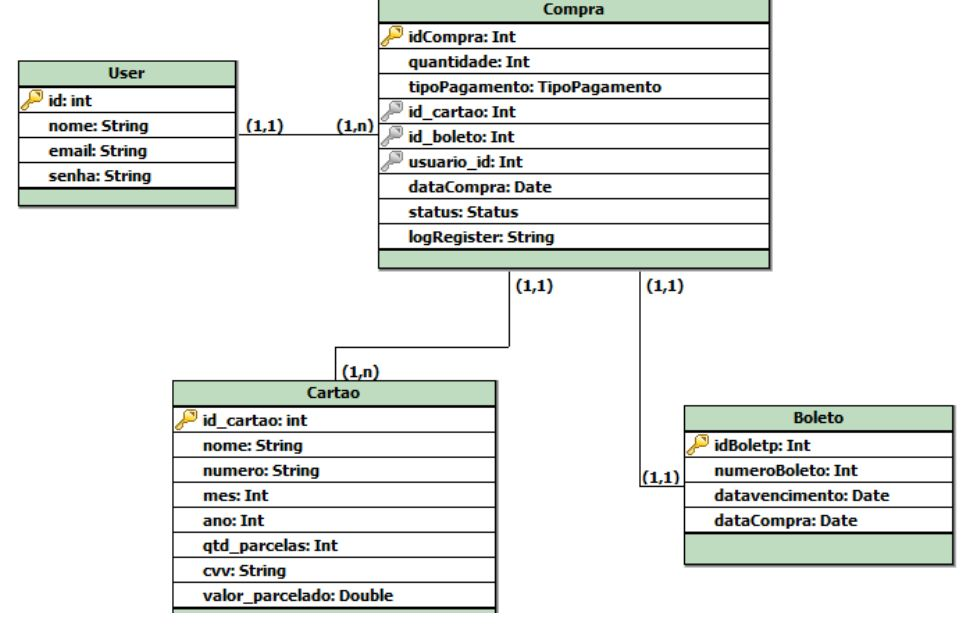 Compra
idCompra: Int
quantidade: Int
tipoPagamento: TipoPagamento
id_cartao: Int
id_boleto: Int
usuario_id: Int
dataCompra: Date
status: Status
logRegister: String
User
id: int
nome: String
email: String
senha: String
(1,1)
(1,n)
(1,1)
(1,1)
(1,n)
Cartao
id_cartao: int
nome: String
numero: String
mes: Int
ano: Int
qtd_parcelas: Int
cvv: String
valor_parcelado: Double
(1,1)
Boleto
idBoletp: Int
numeroBoleto: Int
datavencimento: Date
dataCompra: Date